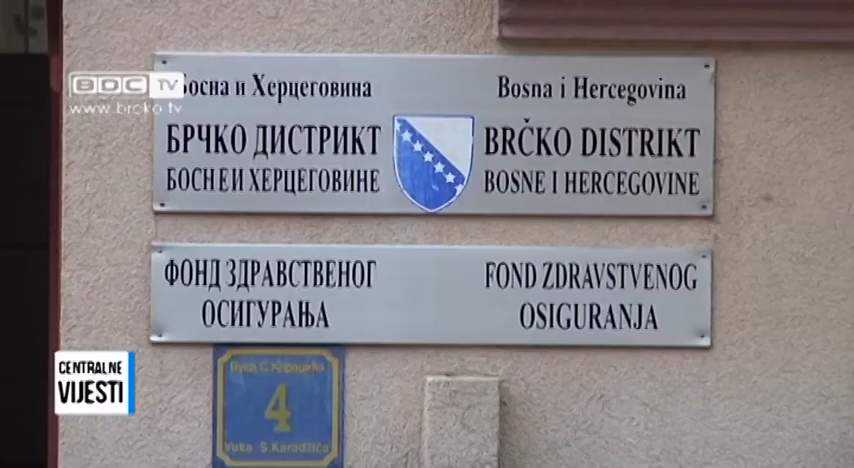 BDC TV
www.brcko.tv
Босна и Херцеговина
БРЧКО ДИСТРИКТ
БОСНЕ И ХЕРЦЕГОВИНЕ
Bosna i Hercegovina
BRČKO DISTRIKT
BOSNE I HERCEGOVINE
ФОНД ЗДРАВСТВЕНОГ
ОСИГУРАЊА
FOND ZDRAVSTVENOG
OSIGURANJA
CENTRALNE
VIJESTI
4
Vuka S. Karadžića